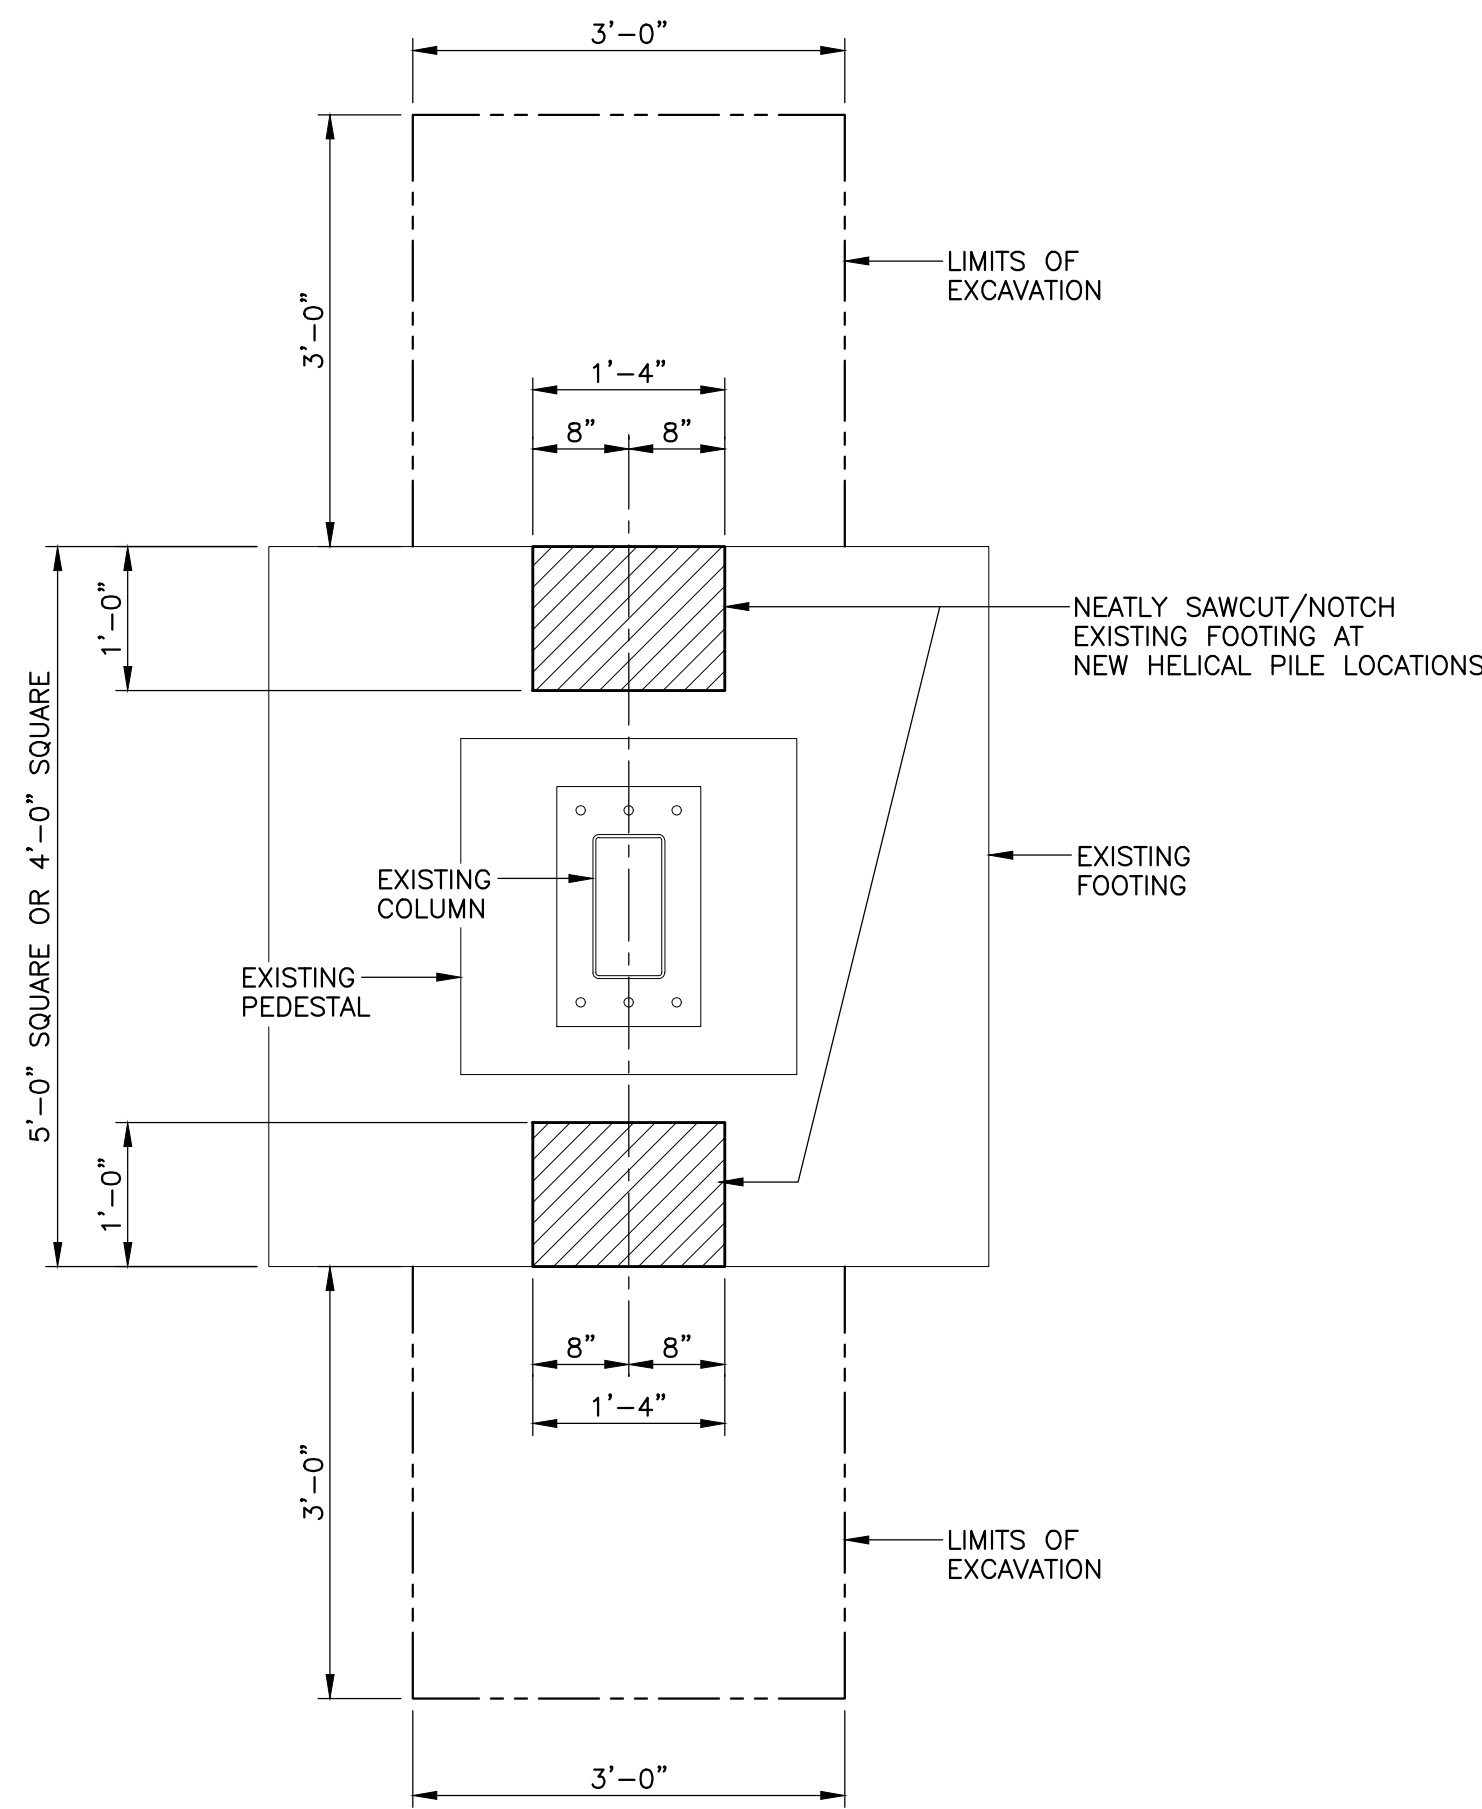 3'-0"
3'-0"
LIMITS OF
EXCAVATION
1'-4"
8" 8"
1'-0"
NEATLY SAWCUT/NOTCH
EXISTING FOOTING AT
NEW HELICAL PILE LOCATIONS
5'-0" SQUARE OR 4'-0" SQUARE
EXISTING
COLUMN
EXISTING
FOOTING
EXISTING
PEDESTAL
1'-0"
8" 8"
1'-4"
3'-0"
LIMITS OF
EXCAVATION
3'-0"